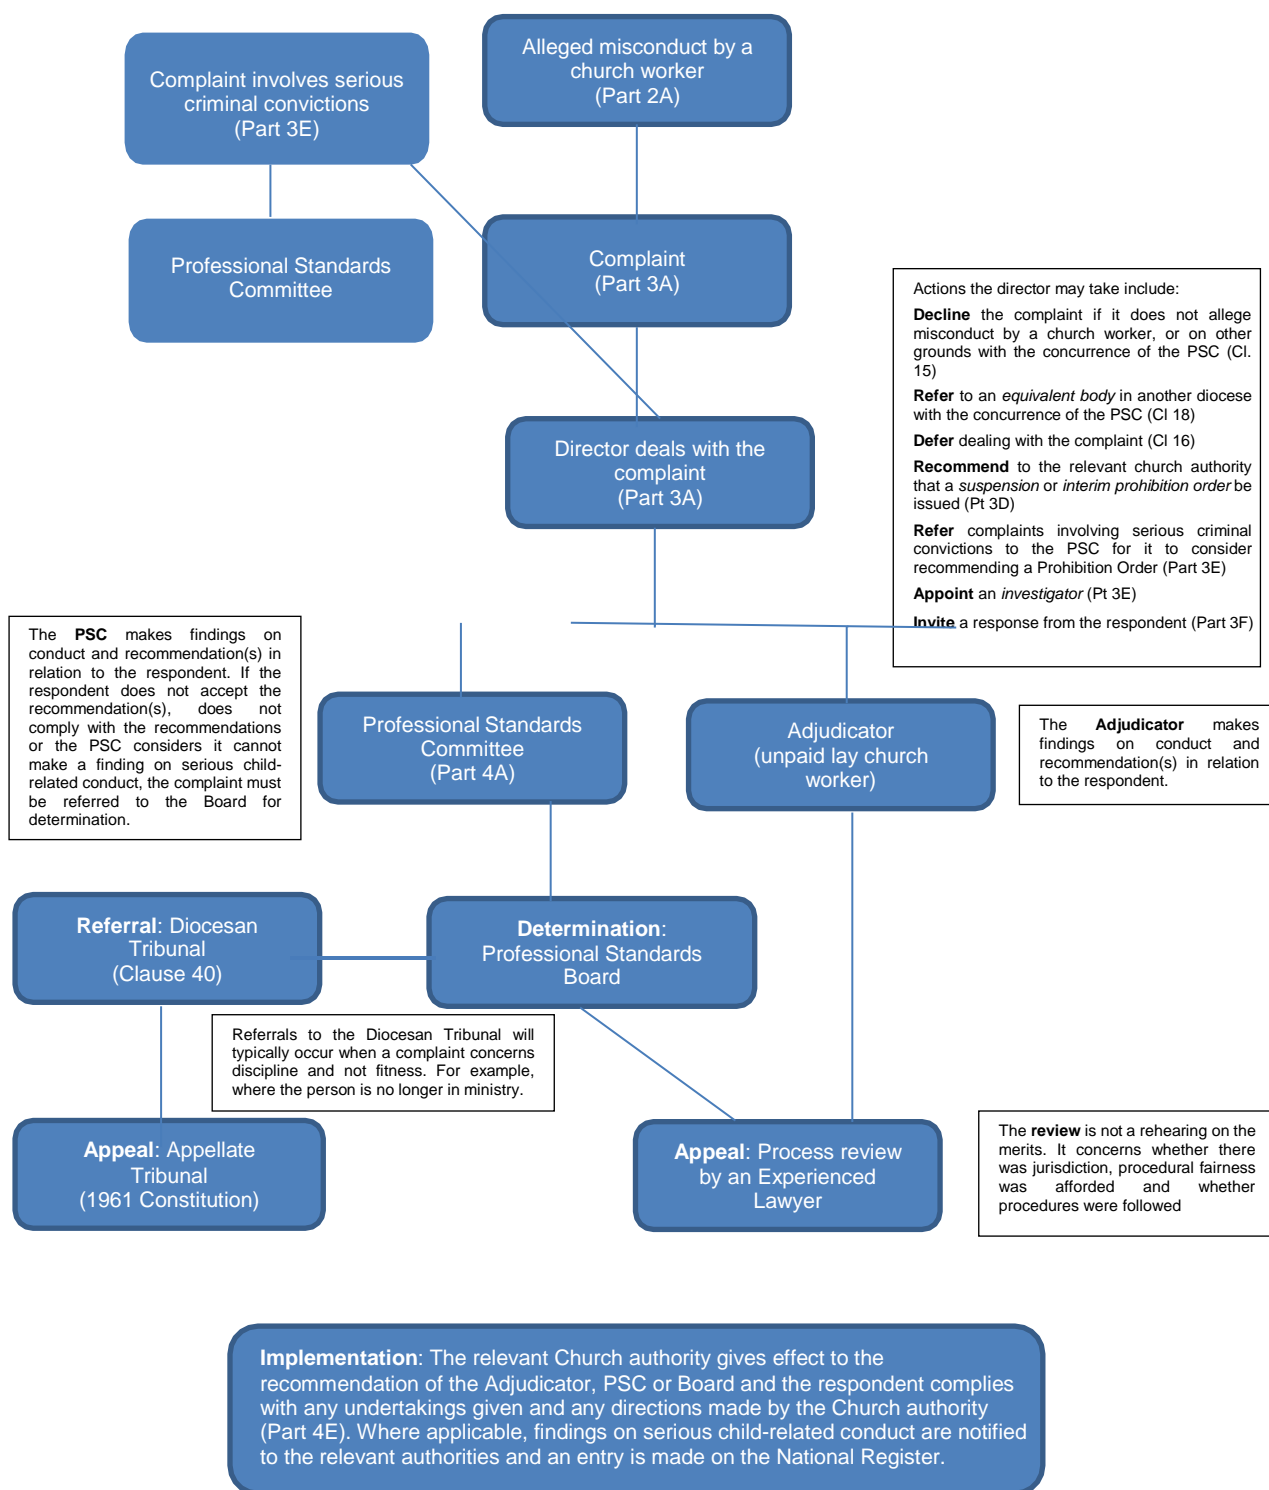 Alleged misconduct by a
church worker
(Part 2A)
Complaint involves serious
criminal convictions
(Part 3E)
Professional Standards
Committee
Complaint
(Part 3A)
Actions the director may take include:
Decline the complaint if it does not allege
misconduct by a church worker, or on other
grounds with the concurrence of the PSC (Cl.
15)
Refer to an equivalent body in another diocese
with the concurrence of the PSC (Cl 18)
Defer dealing with the complaint (Cl 16)
Recommend to the relevant church authority
that a suspension or interim prohibition order be
issued (Pt 3D)
Refer complaints involving serious criminal
convictions to the PSC for it to consider
recommending a Prohibition Order (Part 3E)
Appoint an investigator (Pt 3E)
Invite a response from the respondent (Part 3F)
Director deals with the
complaint
(Part 3A)
The PSC makes findings on
conduct and recommendation(s) in
relation to the respondent. If the
respondent does not accept the
recommendation(s), does not
comply with the recommendations
or the PSC considers it cannot
make a finding on serious child-
related conduct, the complaint must
be referred to the Board for
determination.
Professional Standards
Committee
(Part 4A)
Adjudicator
(unpaid lay church
worker)
The Adjudicator makes
findings on conduct and
recommendation(s) in relation
to the respondent.
Referral: Diocesan
Tribunal
(Clause 40)
Determination:
Professional Standards
Board
Referrals to the Diocesan Tribunal will
typically occur when a complaint concerns
discipline and not fitness. For example,
where the person is no longer in ministry.
Appeal: Appellate
Tribunal
(1961 Constitution)
Appeal: Process review
by an Experienced
Lawyer
The review is not a rehearing on the
merits. It concerns whether there
was jurisdiction, procedural fairness
was afforded and whether
procedures were followed
Implementation: The relevant Church authority gives effect to the
recommendation of the Adjudicator, PSC or Board and the respondent complies
with any undertakings given and any directions made by the Church authority
(Part 4E). Where applicable, findings on serious child-related conduct are notified
to the relevant authorities and an entry is made on the National Register.